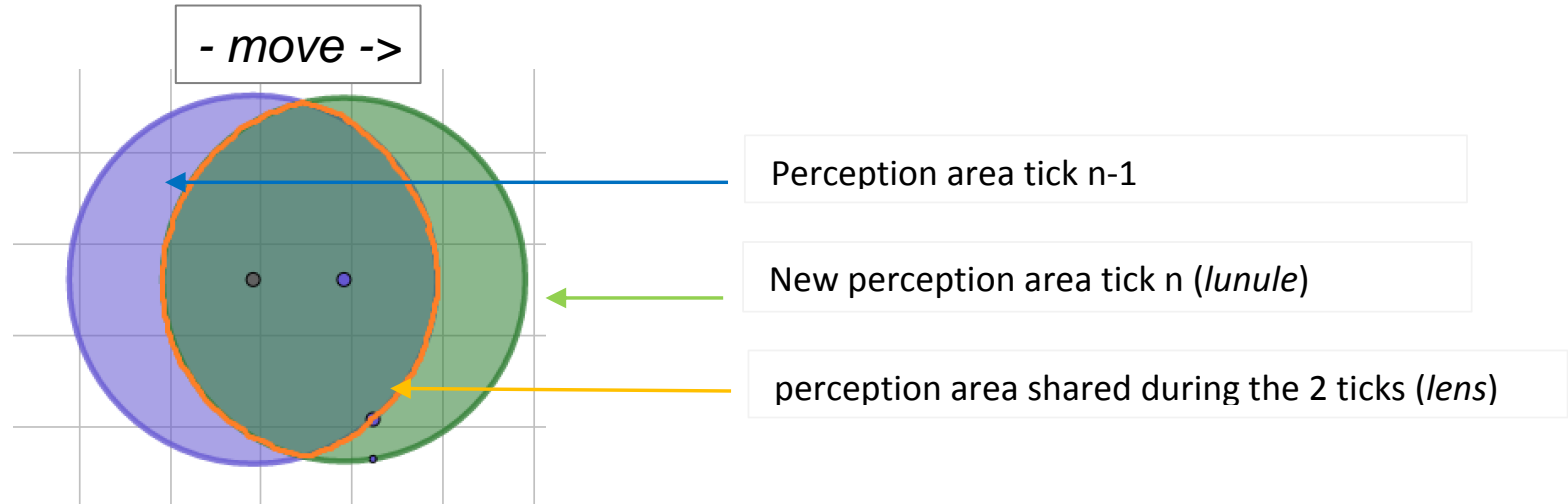 - move ->
Perception area tick n-1
New perception area tick n (lunule)
perception area shared during the 2 ticks (lens)